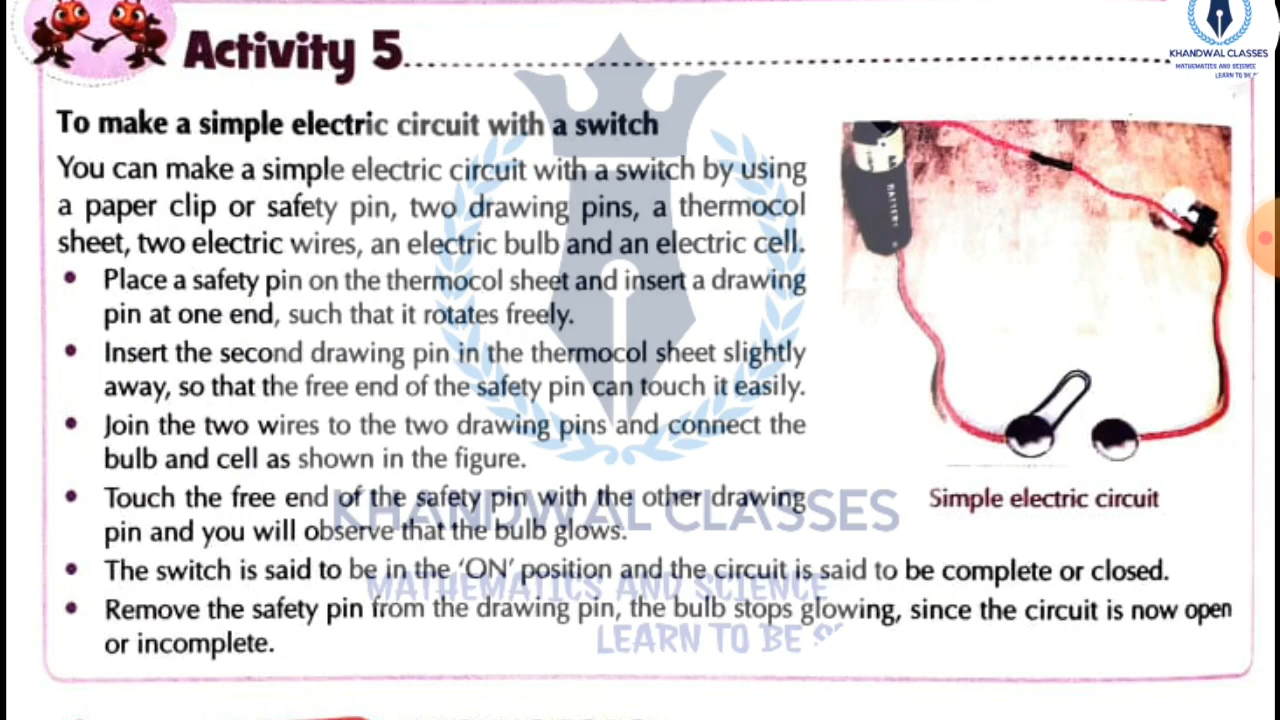 Activity 5
KHANDWAL CLASSES
MATHEMATICS AND SCIENCE
LEARN TO BE
To make a simple electric circuit with a switch
You can make a simple electric circuit with a switch by using
a paper clip or safety pin, two drawing pins, a thermocol
sheet, two electric wires, an electric bulb and an electric cell.
• Place a safety pin on the thermocol sheet and insert a drawing
pin at one end, such that it rotates freely.
• Insert the second drawing pin in the thermocol sheet slightly
away, so that the free end of the safety pin can touch it easily.
• Join the two wires to the two drawing pins and connect the
bulb and cell as shown in the figure.
• Touch the free end of the safety pin with the other drawing
pin and you will observe that the bulb glows.
• The switch is said to be in the ‘ON’ position and the circuit is said to be complete or closed.
• Remove the safety pin from the drawing pin, the bulb stops glowing, since the circuit is now open
or incomplete.
BATTERY
Simple electric circuit
KHANDWAL CLASSES
MATHEMATICS AND SCIENCE
LEARN TO BE